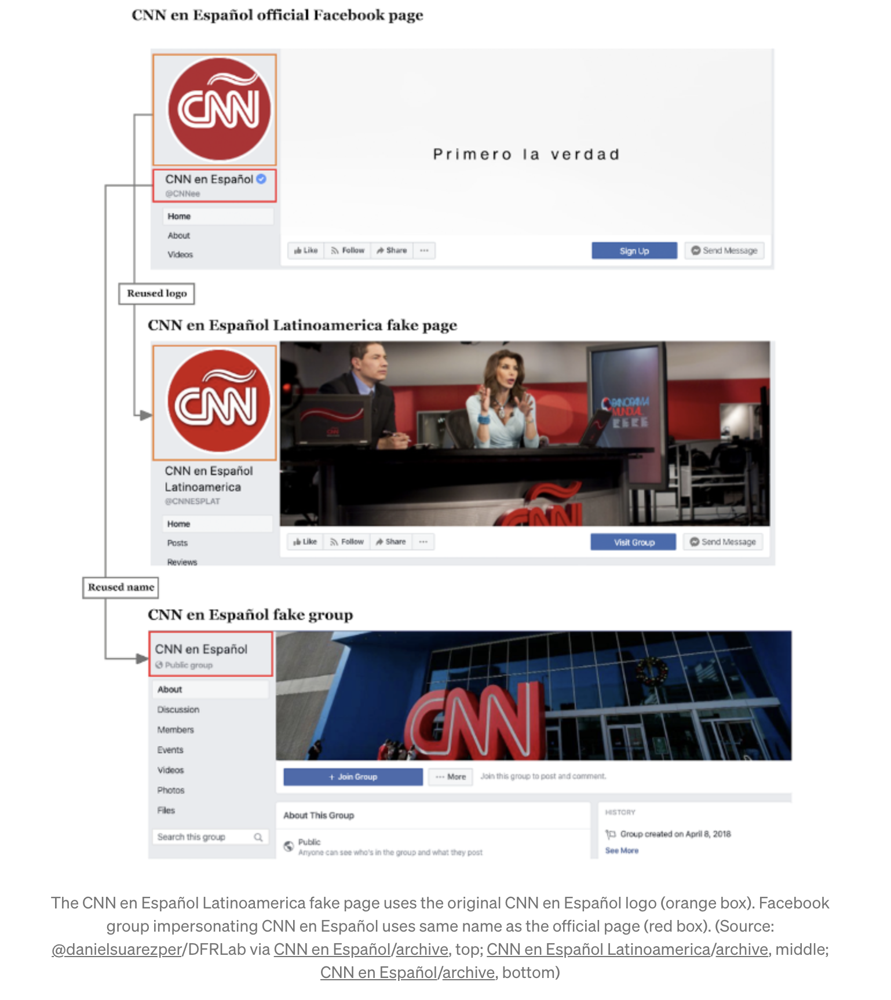 CNN en Español official Facebook page
CNN
Primero la verdad
CNN en Español
@CNNee
Home
About
Videos
Like
Follow
Share
Sign Up
Send Message
Reused logo
CNN en Español Latinoamerica fake page
CNN
PANORAMA
MUNDIAL
CNN
CNN
CNN en Español
Latinoamerica
@CNNESPLAT
Home
Posts
Reviews
Like
Follow
Share
Visit Group
Send Message
Reused name
CNN en Español fake group
CNN en Español
Public group
CNN
About
Discussion
Members
Events
Videos
Photos
Files
Search this group
+ Join Group
More
Join this group to post and comment.
About This Group
Public
Anyone can see who's in the group and what they post
HISTORY
Group created on April 8, 2018
See More
The CNN en Español Latinoamerica fake page uses the original CNN en Español logo (orange box). Facebook
group impersonating CNN en Español uses same name as the official page (red box). (Source:
@danielsuarezper/DFRLab via CNN en Español/archive, top; CNN en Español Latinoamerica/archive, middle;
CNN en Español/archive, bottom)